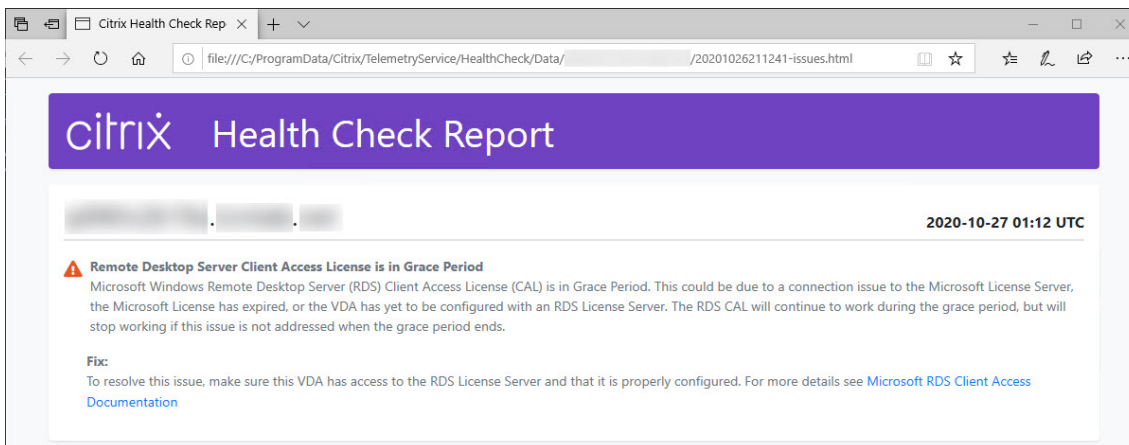 Citrix Health Check Rep
file:///C:/ProgramData/Citrix/TelemetryService/HealthCheck/Data/ /20201026211241-issues.html
citrix Health Check Report
. .
2020-10-27 01:12 UTC
Remote Desktop Server Client Access License is in Grace Period
Microsoft Windows Remote Desktop Server (RDS) Client Access License (CAL) is in Grace Period. This could be due to a connection issue to the Microsoft License Server,
the Microsoft License has expired, or the VDA has yet to be configured with an RDS License Server. The RDS CAL will continue to work during the grace period, but will
stop working if this issue is not addressed when the grace period ends.
Fix:
To resolve this issue, make sure this VDA has access to the RDS License Server and that it is properly configured. For more details see Microsoft RDS Client Access
Documentation